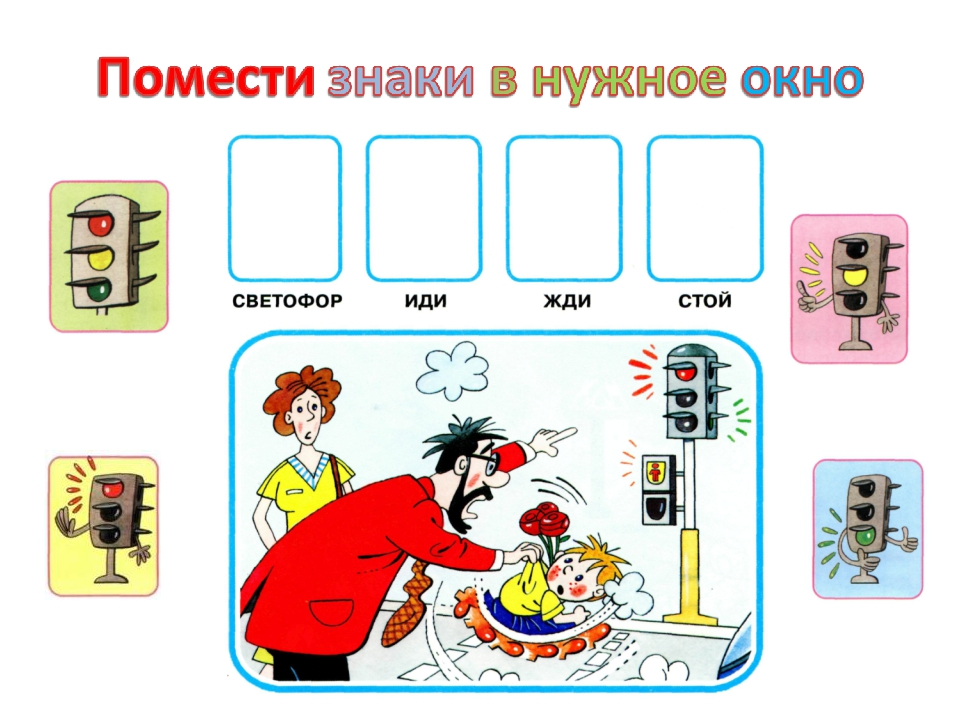 Помести знаки в нужное окно
СВЕТОФОР ИДИ ЖДИ СТОЙ